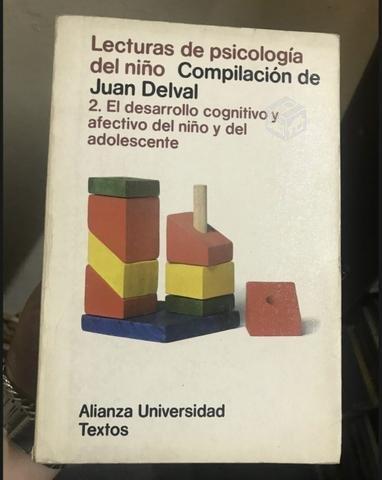 Lecturas de psicología
del niño Compilación de
Juan Delval
2. El desarrollo cognitivo y
afectivo del niño y del
adolescente
Alianza Universidad
Textos